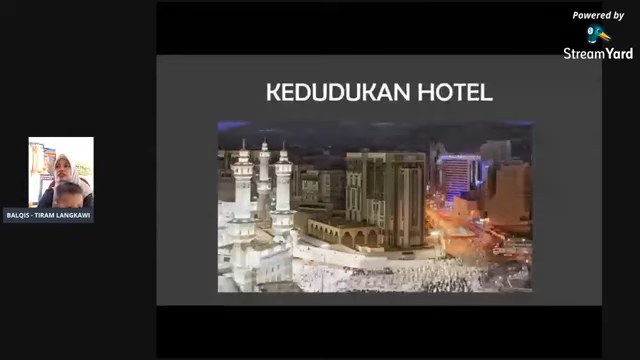 Powered by
StreamYard
KEDUDUKAN HOTEL
BALQIS - TIRAM LANGKAWI